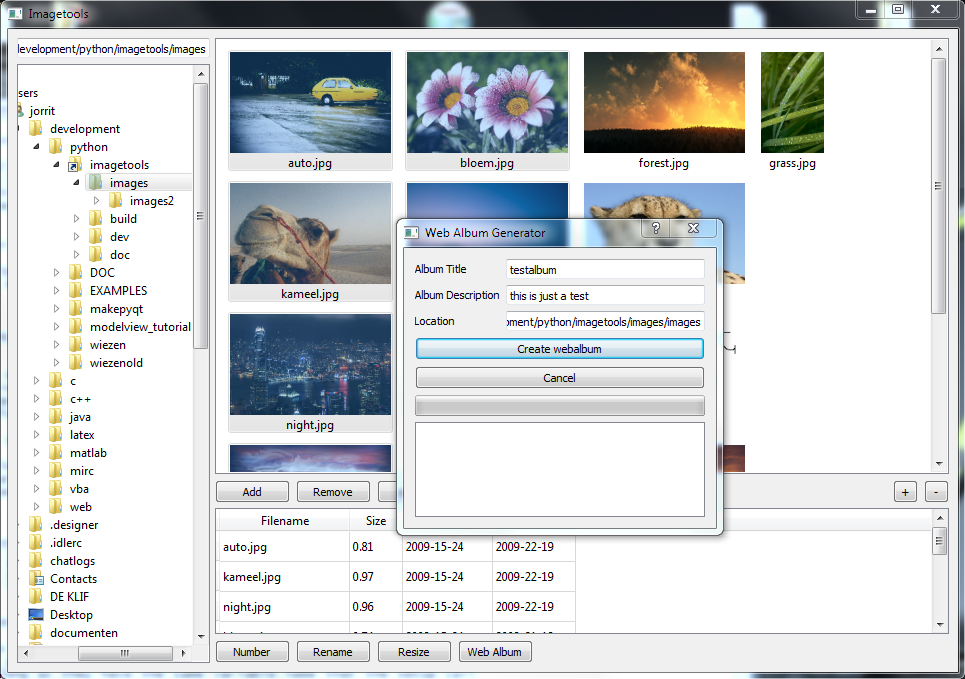 Imagetools
development/python/imagetools/images
sers
jorrit
development
python
imagetools
images
images2
build
dev
doc
DOC
EXAMPLES
makepyqt
modelview_tutorial
wiezen
wiezenold
c
c++
java
latex
matlab
mirc
vba
web
.designer
.idlerc
chatlogs
Contacts
DE KLIF
Desktop
documenten
auto.jpg
bloem.jpg
forest.jpg
grass.jpg
kameel.jpg
night.jpg
Web Album Generator
?
Album Title
testalbum
Album Description
this is just a test
Location
pment/python/imagetools/images/images
Create webalbum
Cancel
Add
Remove
+
-
Filename
Size
auto.jpg
0.81
2009-15-24
2009-22-19
kameel.jpg
0.97
2009-15-24
2009-22-19
night.jpg
0.96
2009-15-24
2009-22-19
Number
Rename
Resize
Web Album